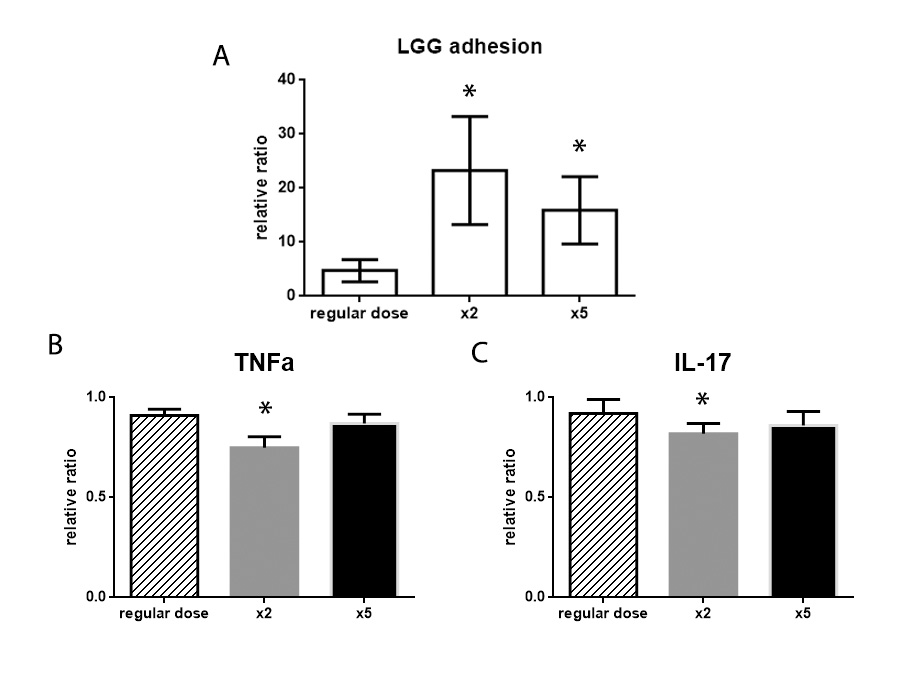 A
LGG adhesion
relative ratio
40
30
20
10
0
*
*
regular dose
x2
x5
B
TNFa
relative ratio
1.0
0.5
0.0
*
regular dose
x2
x5
C
IL-17
relative ratio
1.0
0.5
0.0
*
regular dose
x2
x5